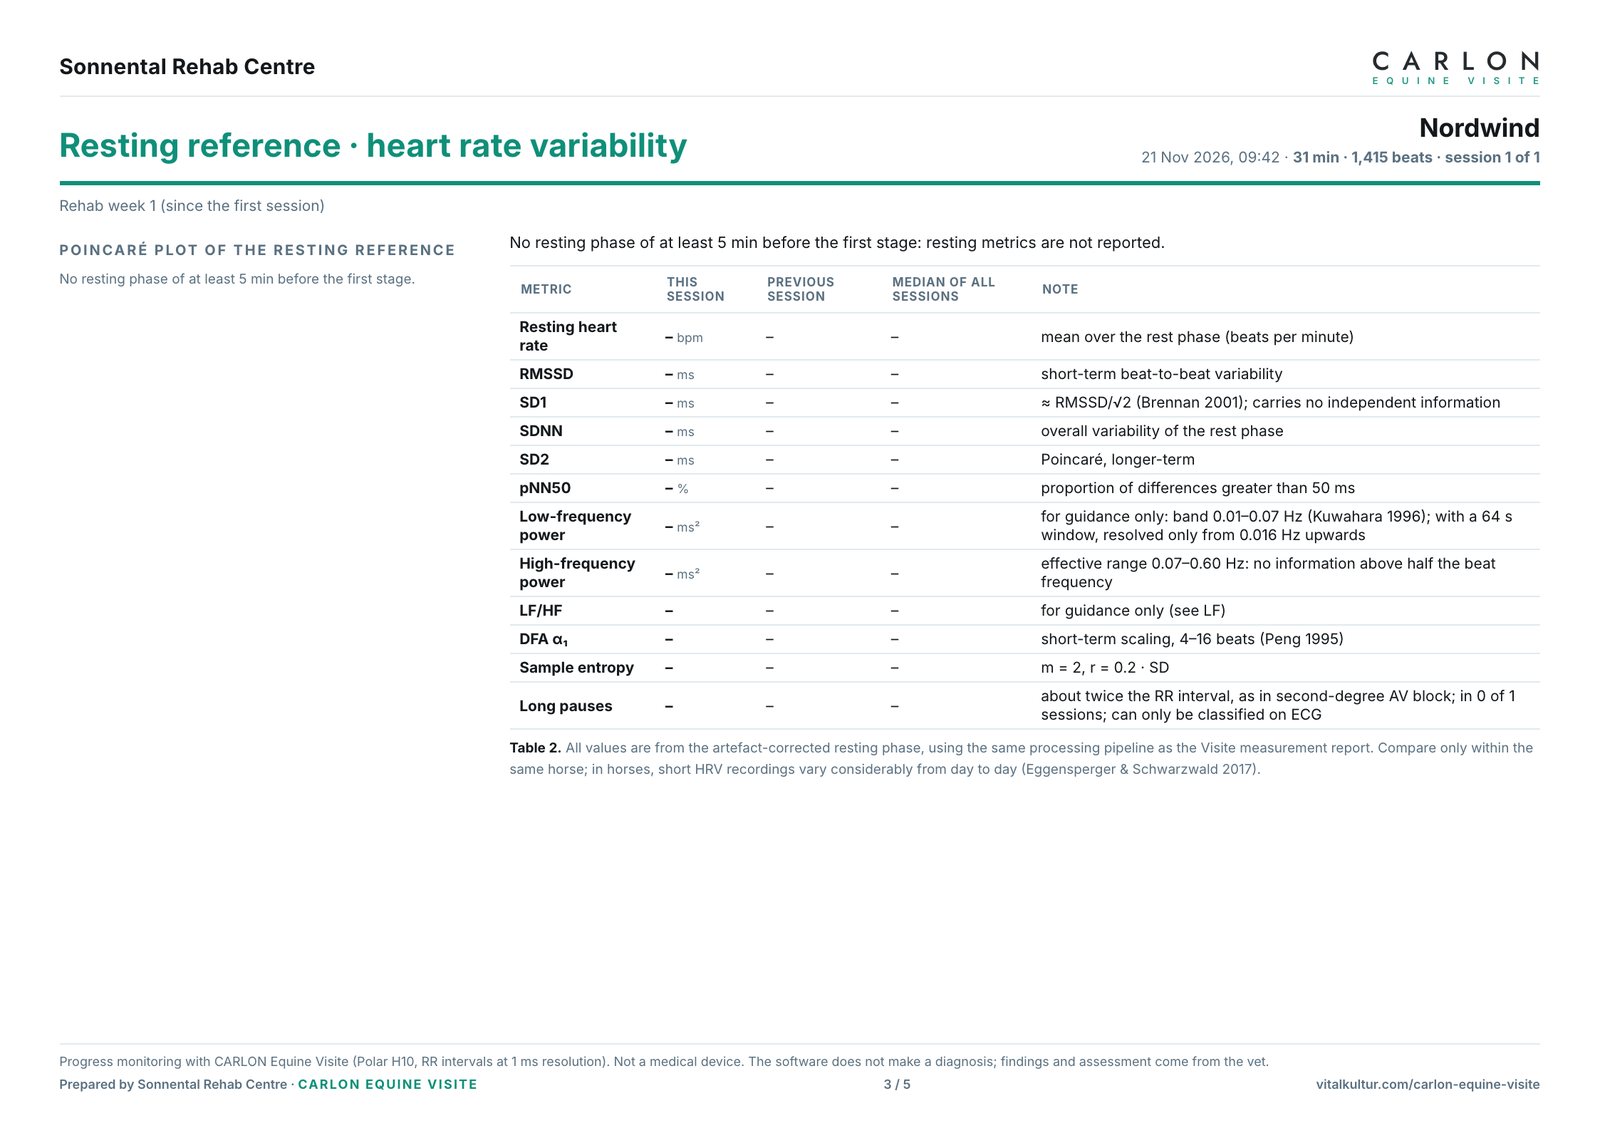 Sonnental Rehab Centre
CARLON
EQUINE VISITE
Resting reference · heart rate variability
Nordwind
21 Nov 2026, 09:42 · 31 min · 1,415 beats · session 1 of 1
Rehab week 1 (since the first session)
POINCARÉ PLOT OF THE RESTING REFERENCE
No resting phase of at least 5 min before the first stage.
No resting phase of at least 5 min before the first stage: resting metrics are not reported.
METRIC THIS SESSION PREVIOUS SESSION MEDIAN OF ALL SESSIONS NOTE
Resting heart rate – bpm – – mean over the rest phase (beats per minute)
RMSSD – ms – – short-term beat-to-beat variability
SD1 – ms – – ≈ RMSSD/√2 (Brennan 2001); carries no independent information
SDNN – ms – – overall variability of the rest phase
SD2 – ms – – Poincaré, longer-term
pNN50 – % – – proportion of differences greater than 50 ms
Low-frequency power – ms² – – for guidance only: band 0.01–0.07 Hz (Kuwahara 1996); with a 64 s window, resolved only from 0.016 Hz upwards
High-frequency power – ms² – – effective range 0.07–0.60 Hz: no information above half the beat frequency
LF/HF – – – for guidance only (see LF)
DFA α₁ – – – short-term scaling, 4–16 beats (Peng 1995)
Sample entropy – – – m = 2, r = 0.2 · SD
Long pauses – – – about twice the RR interval, as in second-degree AV block; in 0 of 1 sessions; can only be classified on ECG
Table 2. All values are from the artefact-corrected resting phase, using the same processing pipeline as the Visite measurement report. Compare only within the
same horse; in horses, short HRV recordings vary considerably from day to day (Eggensperger & Schwarzwald 2017).
Progress monitoring with CARLON Equine Visite (Polar H10, RR intervals at 1 ms resolution). Not a medical device. The software does not make a diagnosis; findings and assessment come from the vet.
Prepared by Sonnental Rehab Centre · CARLON EQUINE VISITE
3 / 5
vitalkultur.com/carlon-equine-visite